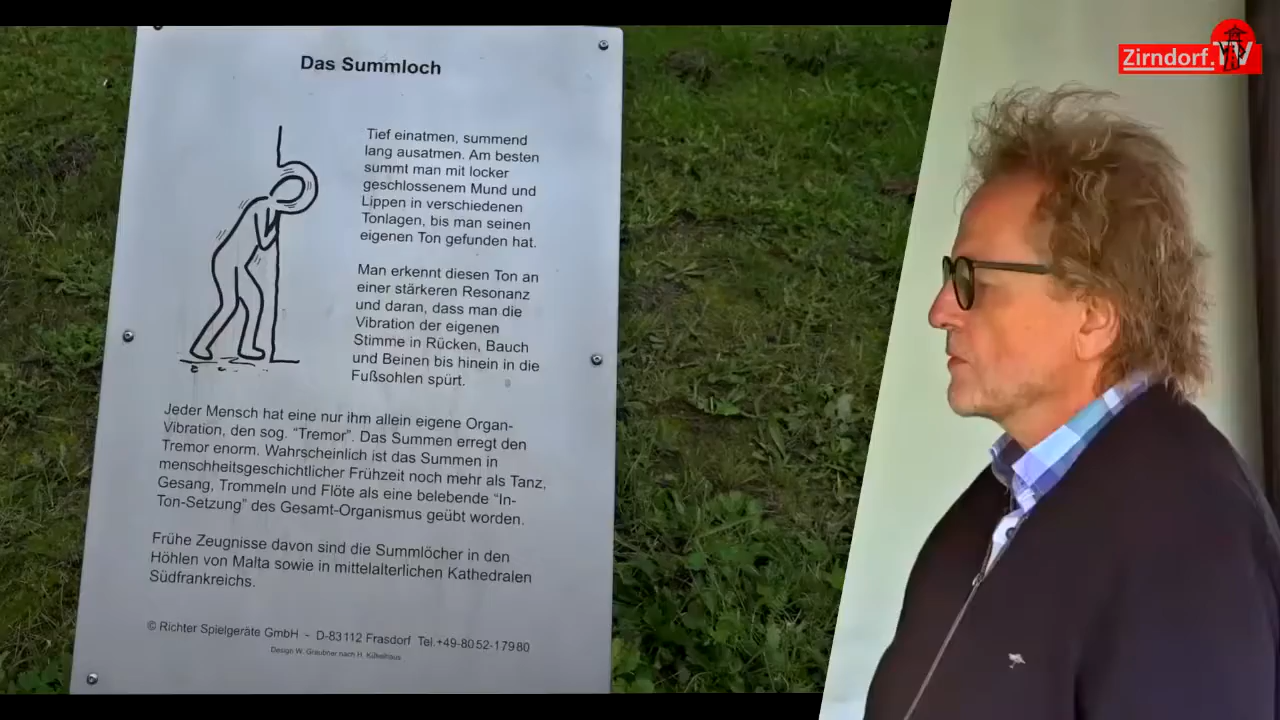 Zirndorf.TV
Das Summloch
Tief einatmen, summend
lang ausatmen. Am besten
summt man mit locker
geschlossenem Mund und
Lippen in verschiedenen
Tonlagen, bis man seinen
eigenen Ton gefunden hat.
Man erkennt diesen Ton an
einer stärkeren Resonanz
und daran, dass man die
Vibration der eigenen
Stimme in Rücken, Bauch
und Beinen bis hinein in die
Fußsohlen spürt.
Jeder Mensch hat eine nur ihm allein eigene Organ-
Vibration, den sog. “Tremor”. Das Summen erregt den
Tremor enorm. Wahrscheinlich ist das Summen in
menschheitsgeschichtlicher Frühzeit noch mehr als Tanz,
Gesang, Trommeln und Flöte als eine belebende “In-
Ton-Setzung” des Gesamt-Organismus geübt worden.
Frühe Zeugnisse davon sind die Summlöcher in den
Höhlen von Malta sowie in mittelalterlichen Kathedralen
Südfrankreichs.
© Richter Spielgeräte GmbH - D-83112 Frasdorf Tel.+49-8052-17980
Design W. Graubner nach H. Kükelhaus